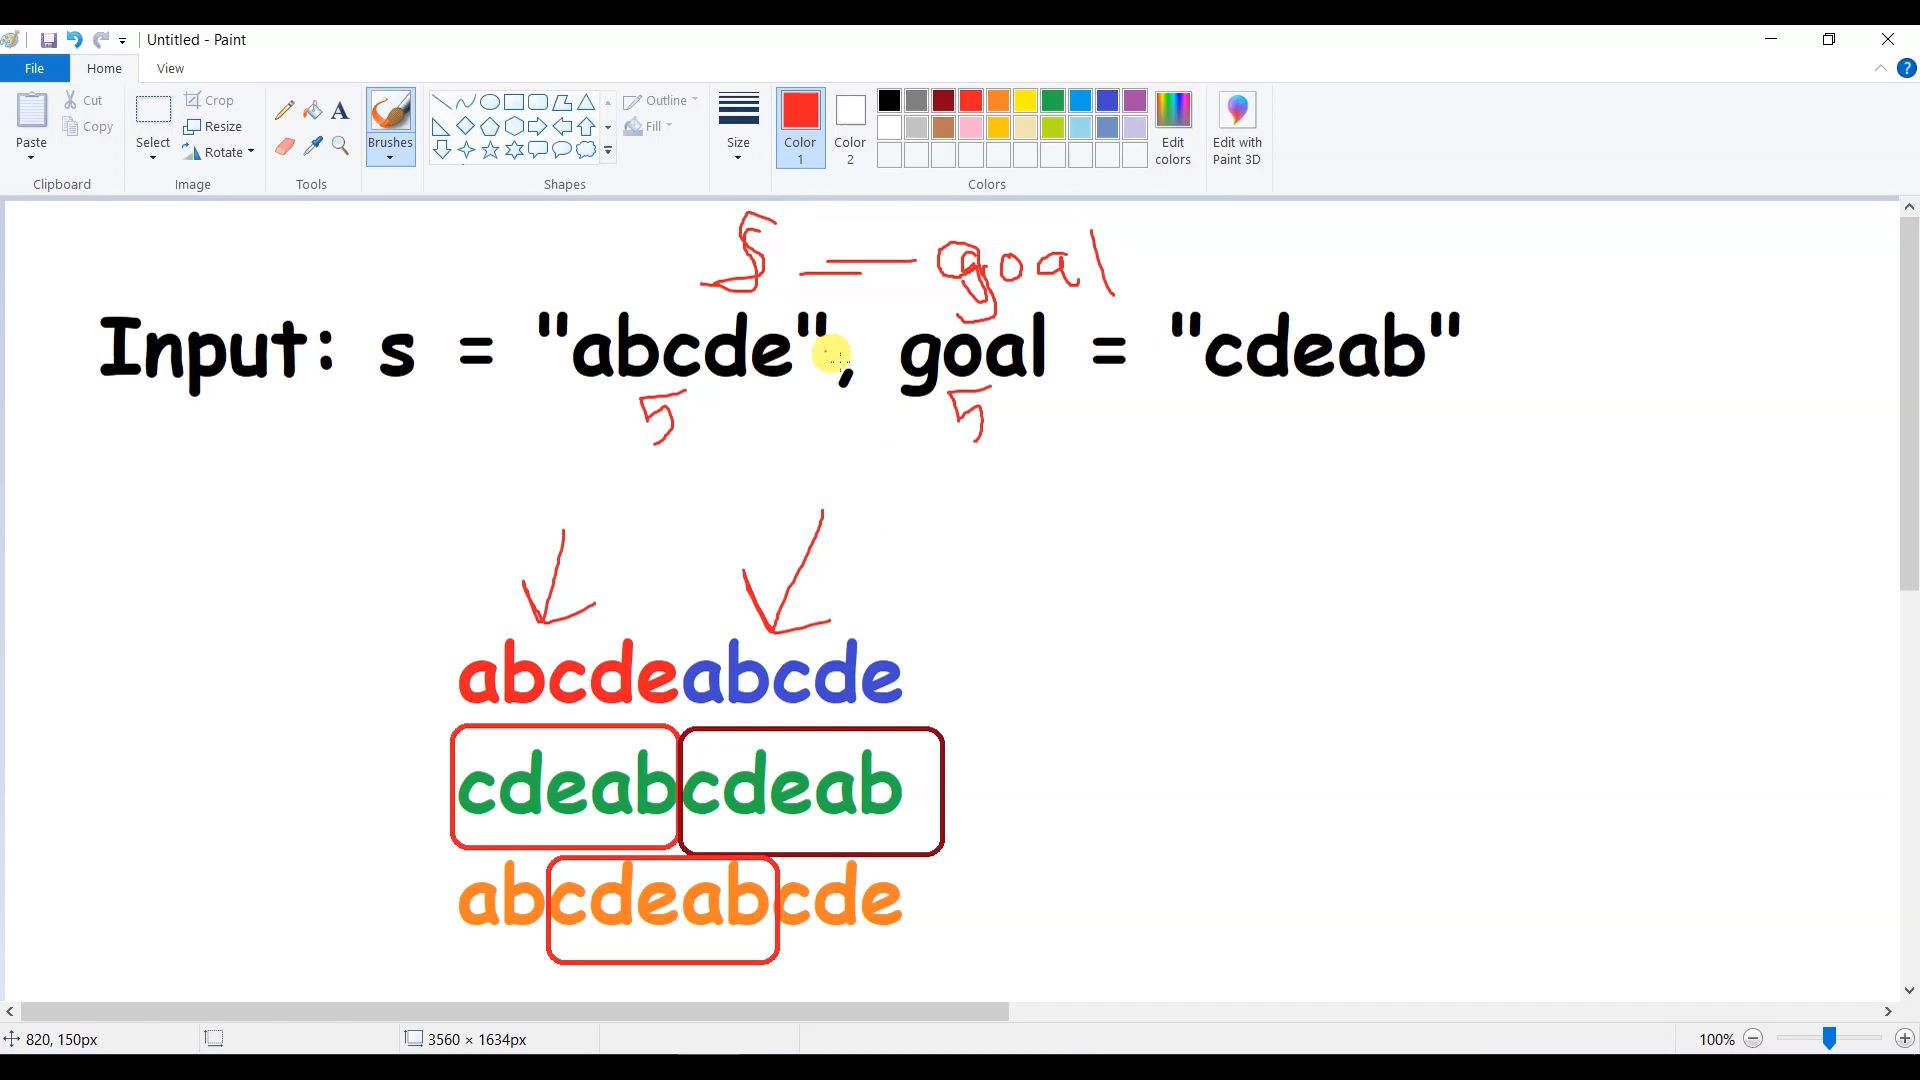 Untitled - Paint
File Home View
Paste
Cut
Copy
Clipboard
Select
Crop
Resize
Rotate
Image
Tools
Brushes
Shapes
Outline
Fill
Size
Color 1
Color 2
Colors
Edit colors
Edit with Paint 3D
S = goal
Input: s = "abcde", goal = "cdeab"
5 5
abcdeabcde
cdeabcdeab
abcdeabcde
820, 150px
3560 × 1634px
100%